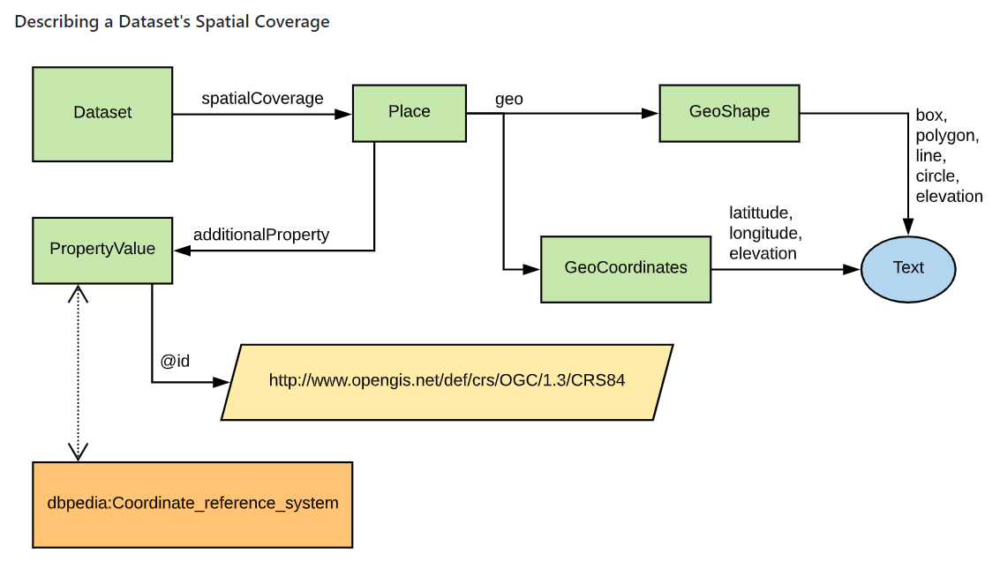 Describing a Dataset's Spatial Coverage
Dataset
spatialCoverage
Place
geo
GeoShape
box,
polygon,
line,
circle,
elevation
PropertyValue
additionalProperty
GeoCoordinates
latittude,
longitude,
elevation
Text
@id
http://www.opengis.net/def/crs/OGC/1.3/CRS84
dbpedia:Coordinate_reference_system